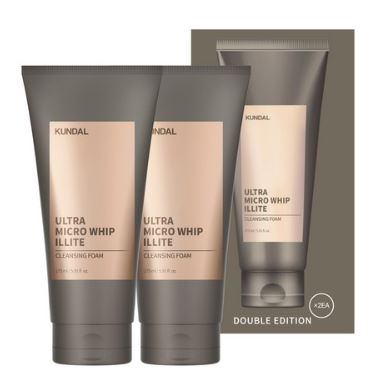 KUNDAL
ULTRA
MICRO WHIP
ILLITE
CLEANSING FOAM
KUNDAL
ULTRA
MICRO WHIP
ILLITE
CLEANSING FOAM
KUNDAL
ULTRA
MICRO WHIP
ILLITE
CLEANSING FOAM
×2EA
DOUBLE EDITION